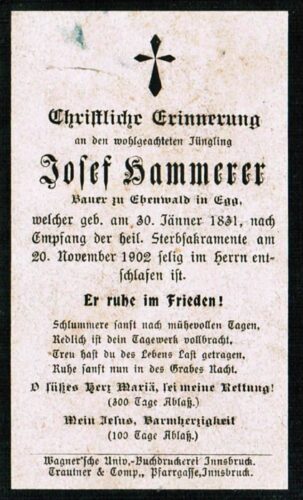 Christliche Erinnerung
an den wohlgeachteten Jüngling
Josef Hammerer
Bauer zu Ebenwald in Egg,
welcher geb. am 30. Jänner 1831, nach
Empfang der heil. Sterbsakramente am
20. November 1902 selig im Herrn ent-
schlafen ist.
Er ruhe im Frieden!
Schlummere sanft nach mühevollen Tagen,
Redlich ist dein Tagewerk vollbracht,
Treu hast du des Lebens Last getragen,
Ruhe sanft nun in des Grabes Nacht.
O süßes Herz Mariä, sei meine Rettung!
(300 Tage Ablaß.)
Mein Jesus, Barmherzigkeit
(100 Tage Ablaß.)
Wagner'sche Univ.-Buchdruckerei Innsbruck.
Trautner & Comp., Pfarrgasse, Innsbruck.